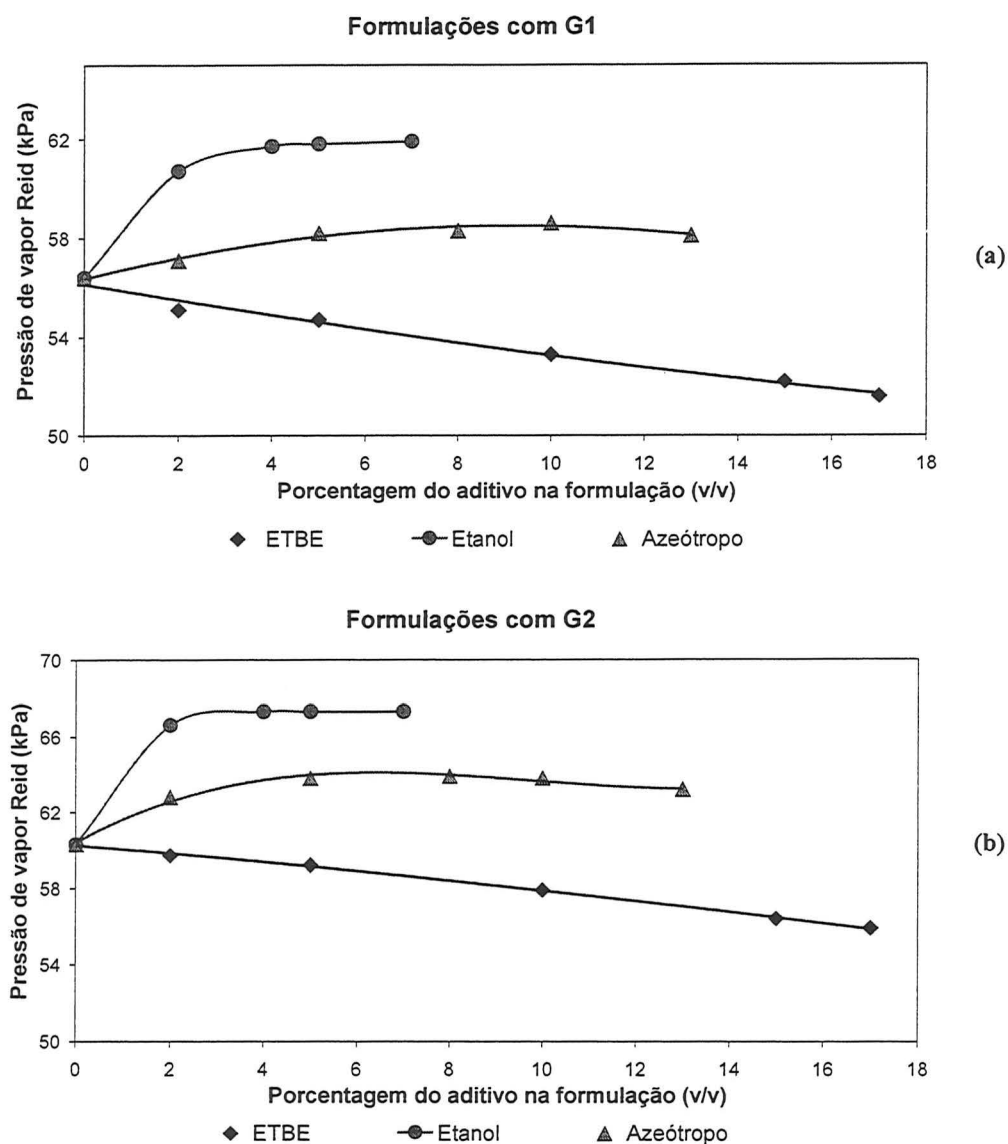 Formulações com G1
Pressão de vapor Reid (kPa)
62
58
54
50
0 2 4 6 8 10 12 14 16 18
Porcentagem do aditivo na formulação (v/v)
ETBE Etanol Azeótropo
(a)
Formulações com G2
Pressão de vapor Reid (kPa)
70
66
62
58
54
50
0 2 4 6 8 10 12 14 16 18
Porcentagem do aditivo na formulação (v/v)
ETBE Etanol Azeótropo
(b)